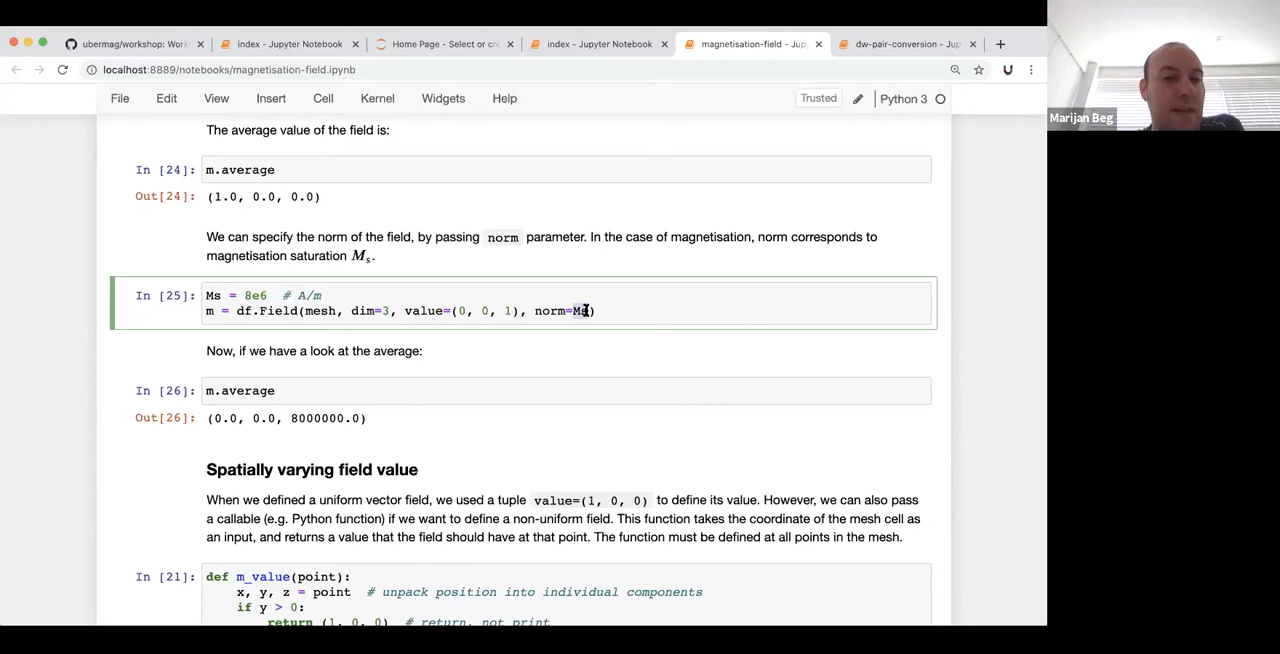 ubermag/workshop: Work
index - Jupyter Notebook
Home Page - Select or cre
index - Jupyter Notebook
magnetisation-field - Jup
dw-pair-conversion - Jup
localhost:8889/notebooks/magnetisation-field.ipynb
File Edit View Insert Cell Kernel Widgets Help
Trusted
Python 3
Marijan Beg
The average value of the field is:
In [24]: m.average
Out[24]: (1.0, 0.0, 0.0)
We can specify the norm of the field, by passing norm parameter. In the case of magnetisation, norm corresponds to
magnetisation saturation Ms.
In [25]: Ms = 8e6 # A/m
m = df.Field(mesh, dim=3, value=(0, 0, 1), norm=Ms)
Now, if we have a look at the average:
In [26]: m.average
Out[26]: (0.0, 0.0, 8000000.0)
Spatially varying field value
When we defined a uniform vector field, we used a tuple value=(1, 0, 0) to define its value. However, we can also pass
a callable (e.g. Python function) if we want to define a non-uniform field. This function takes the coordinate of the mesh cell as
an input, and returns a value that the field should have at that point. The function must be defined at all points in the mesh.
In [21]: def m_value(point):
x, y, z = point # unpack position into individual components
if y > 0:
return (1, 0, 0) # return, not print